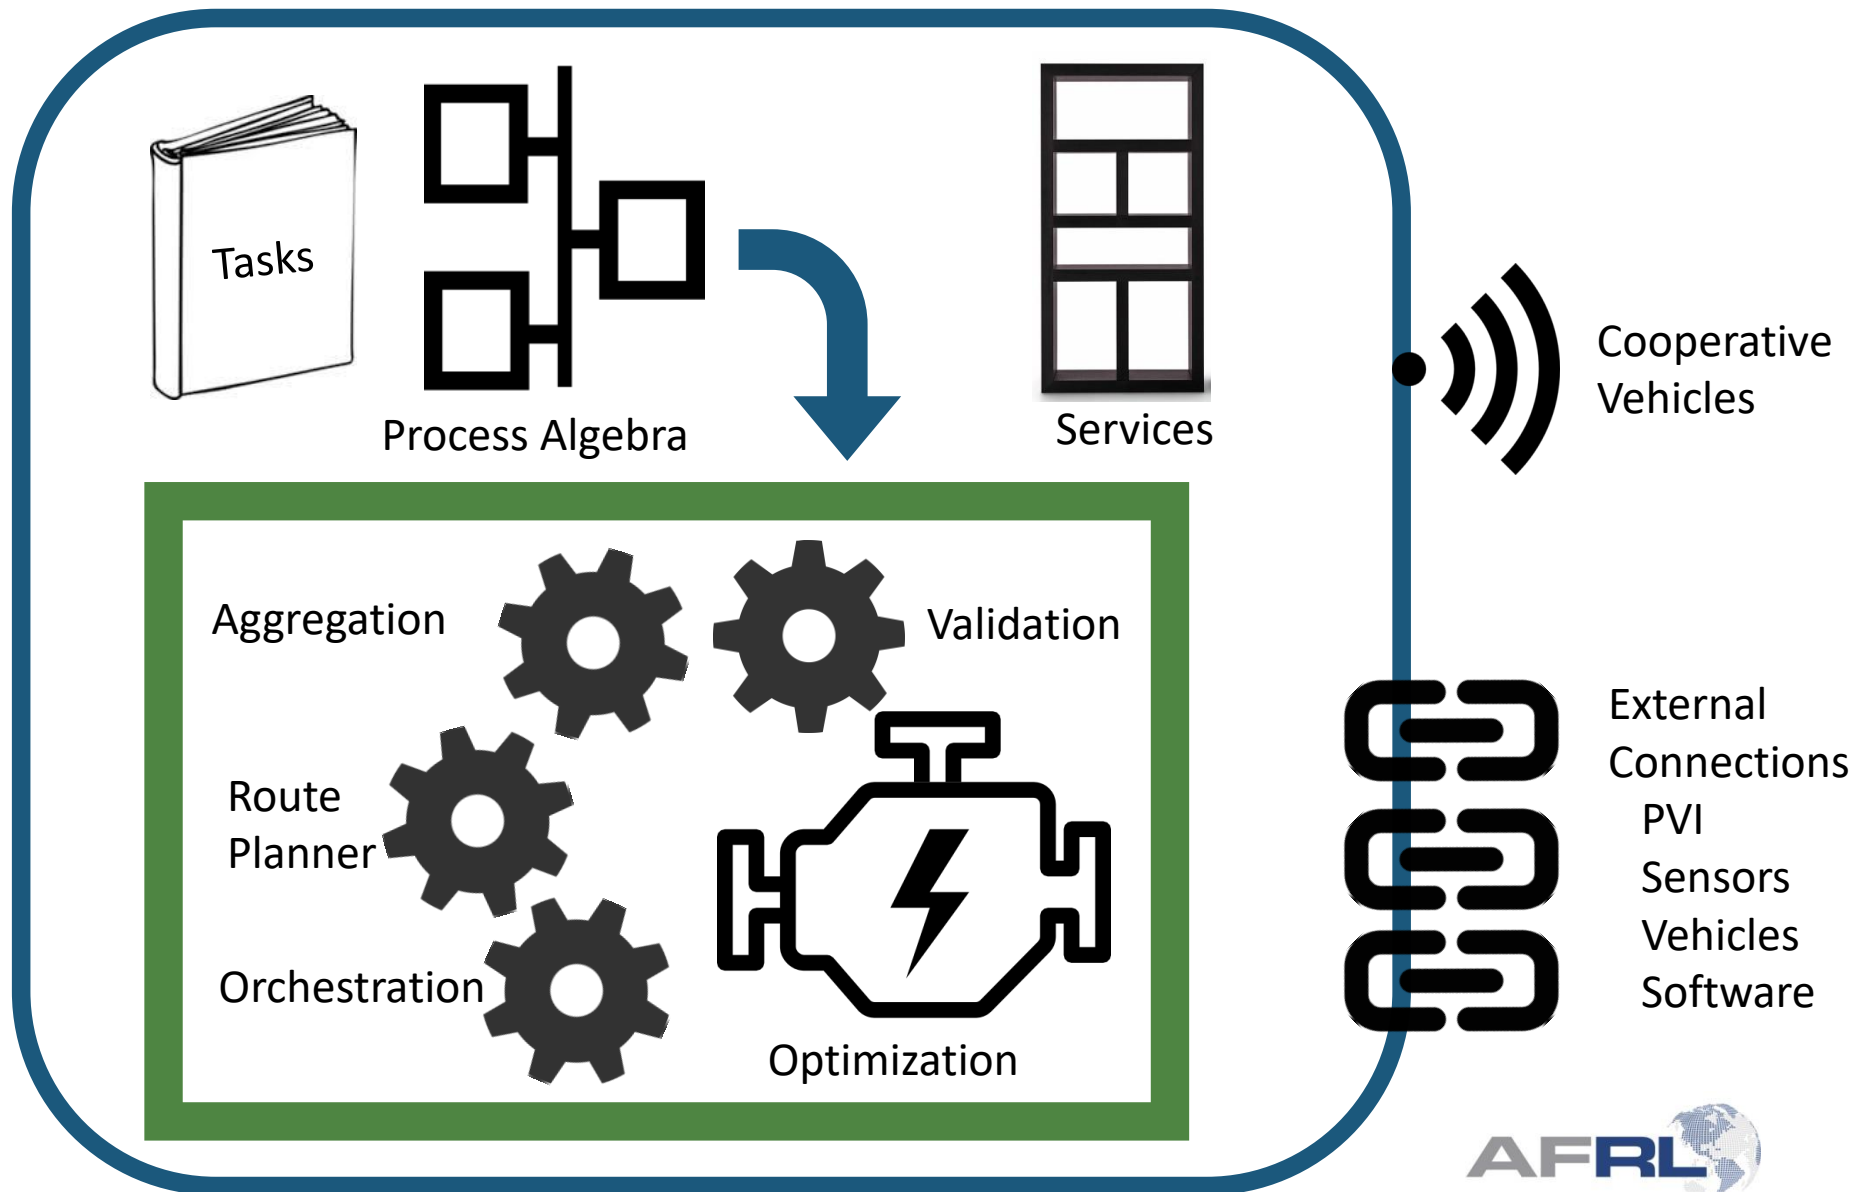 Tasks
Process Algebra
Services
Cooperative
Vehicles
Aggregation
Validation
Route
Planner
Orchestration
Optimization
External
Connections
PVI
Sensors
Vehicles
Software
AFRL